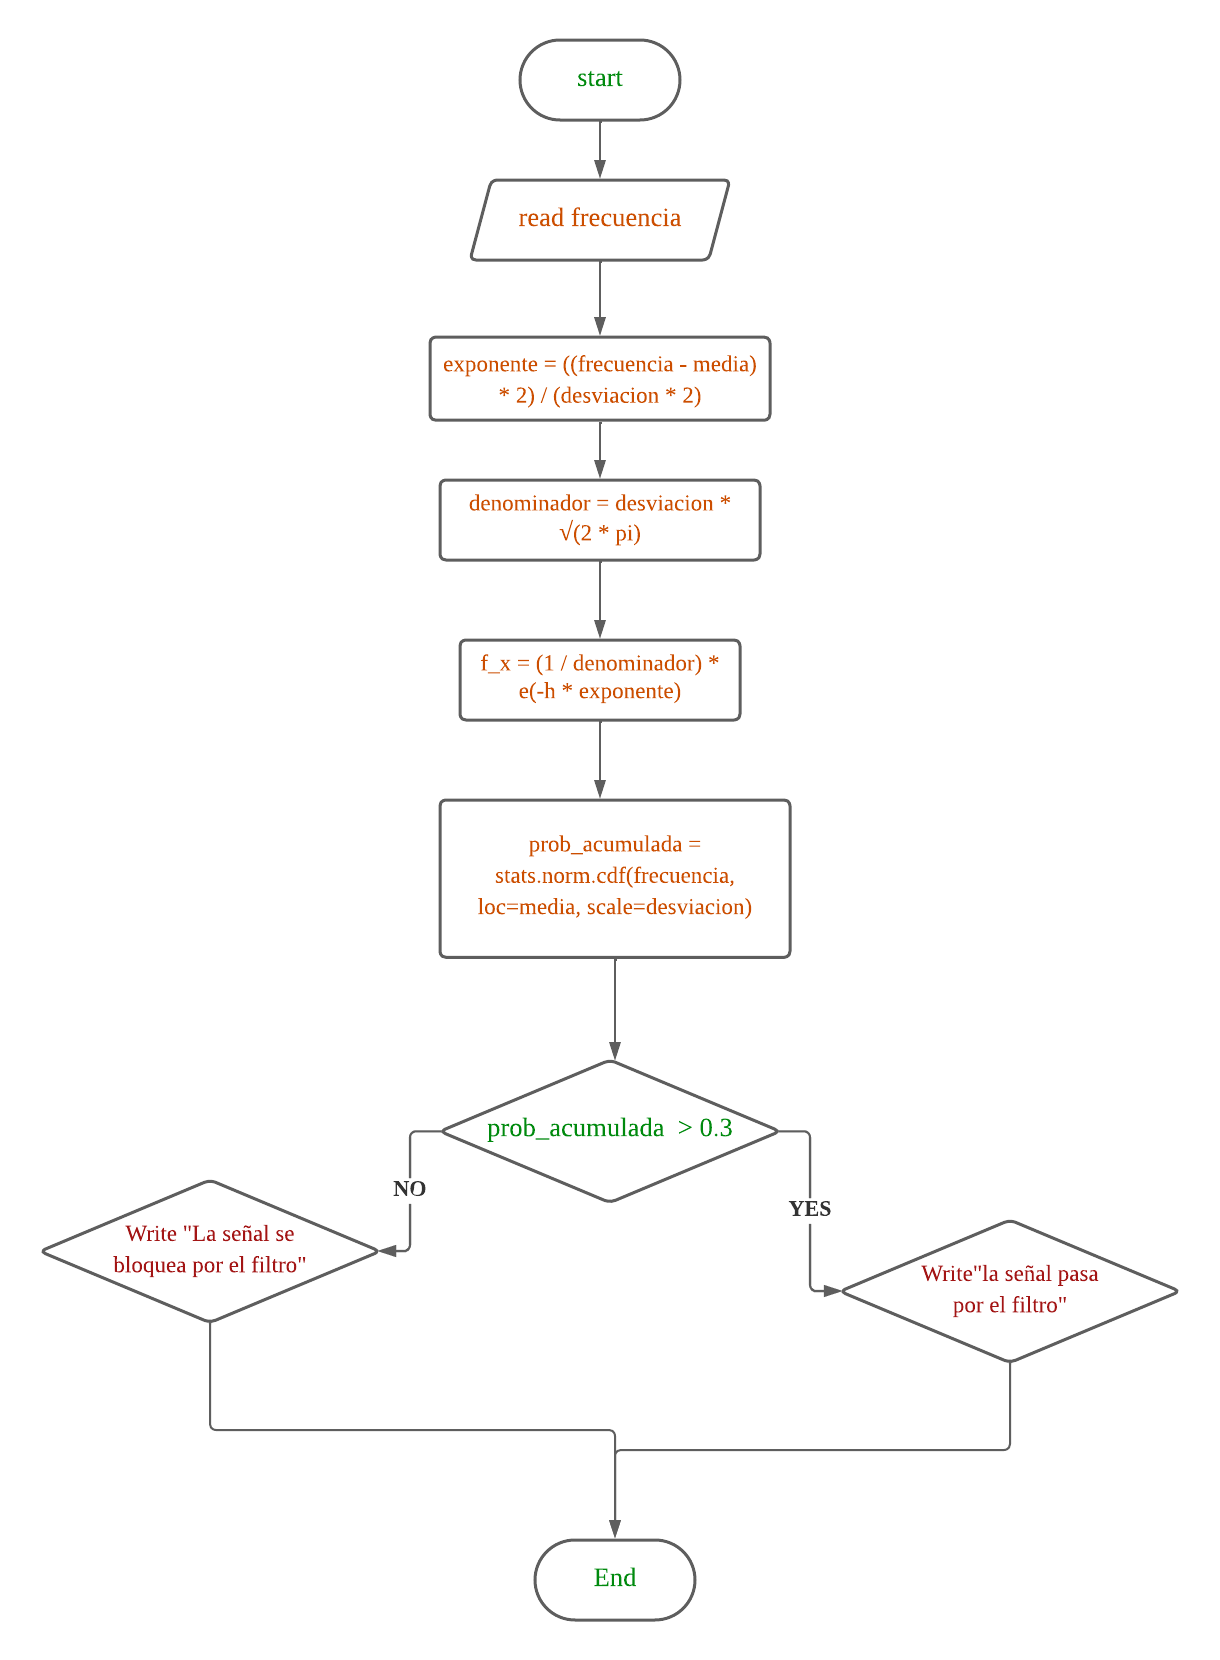 start
read frecuencia
exponente = ((frecuencia - media)
* 2) / (desviacion * 2)
denominador = desviacion *
√(2 * pi)
f_x = (1 / denominador) *
e(-h * exponente)
prob_acumulada =
stats.norm.cdf(frecuencia,
loc=media, scale=desviacion)
prob_acumulada > 0.3
NO
YES
Write "La señal se
bloquea por el filtro"
Write"la señal pasa
por el filtro"
End